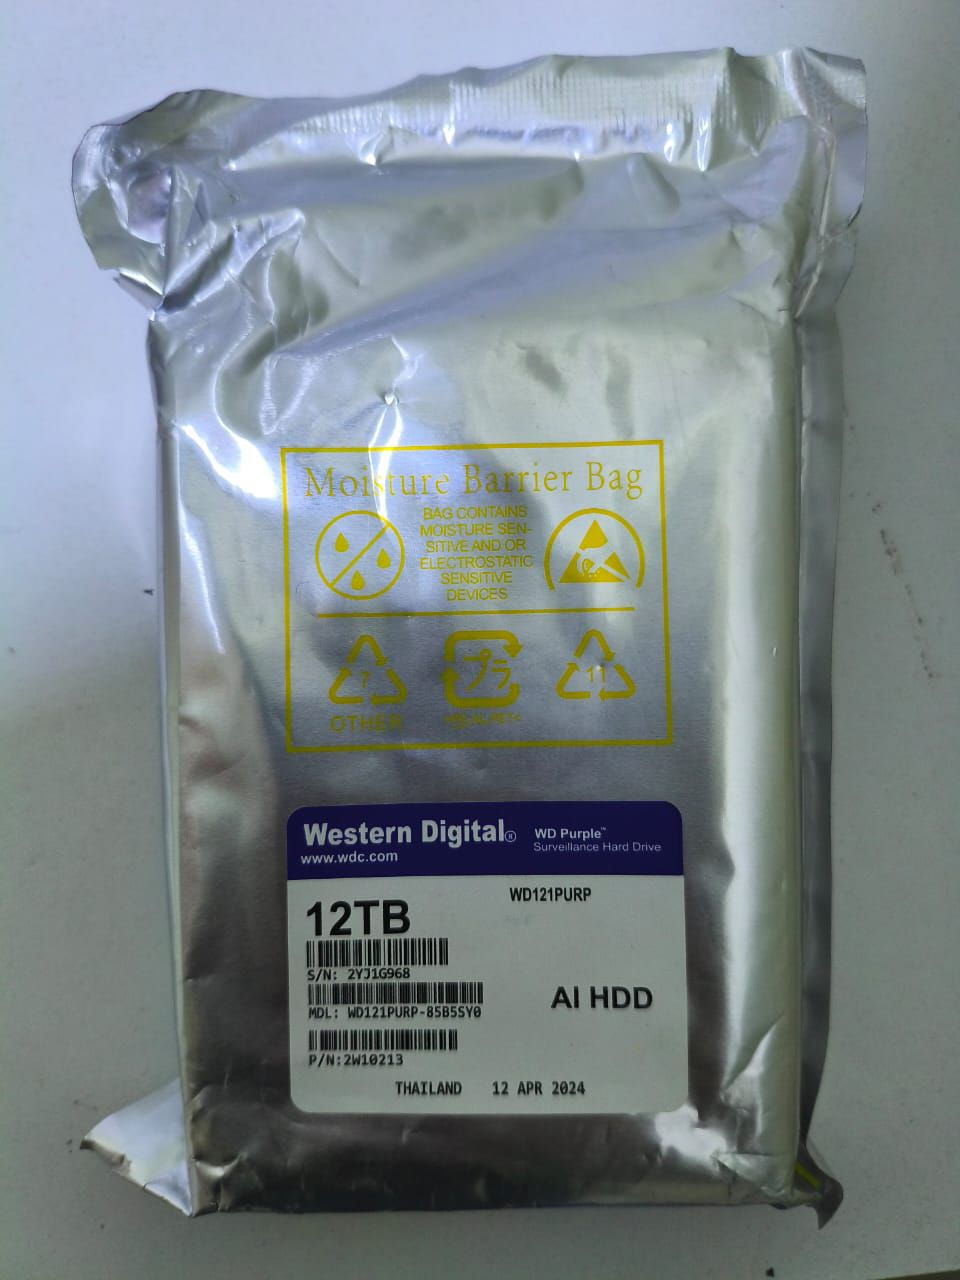 Moisture Barrier Bag
BAG CONTAINS
MOISTURE SEN-
SITIVE AND OR
ELECTROSTATIC
SENSITIVE
DEVICES
7
プラ
11
OTHER
Western Digital®
www.wdc.com
WD Purple™
Surveillance Hard Drive
WD121PURP
12TB
S/N: 2YJ1G968
MDL: WD121PURP-85B5SY0
AI HDD
P/N:2W10213
THAILAND 12 APR 2024